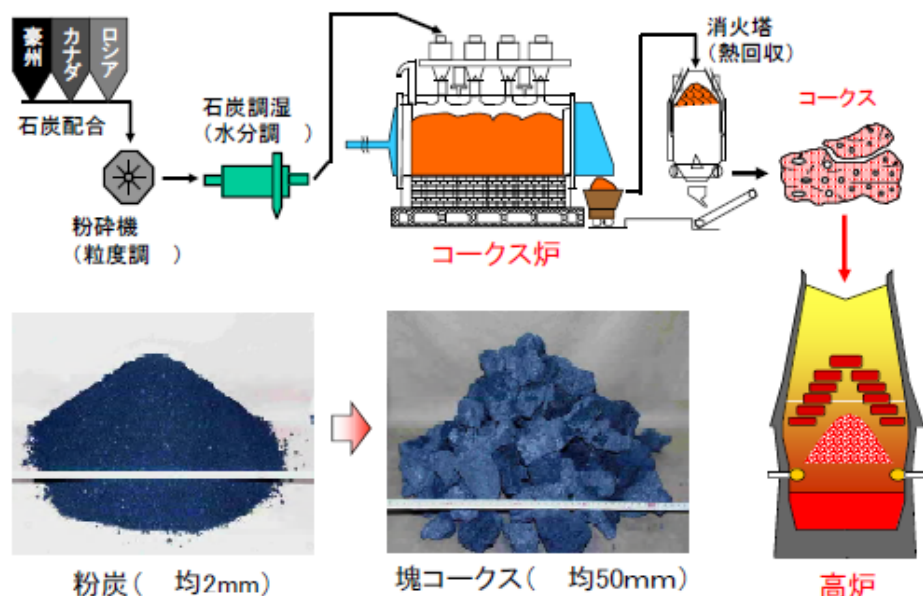 豪州
カナダ
ロシア
石炭配合
粉砕機
(粒度調 )
石炭調湿
(水分調 )
コークス炉
消火塔
(熱回収)
コークス
粉炭( 均2mm)
塊コークス( 均50mm)
高炉